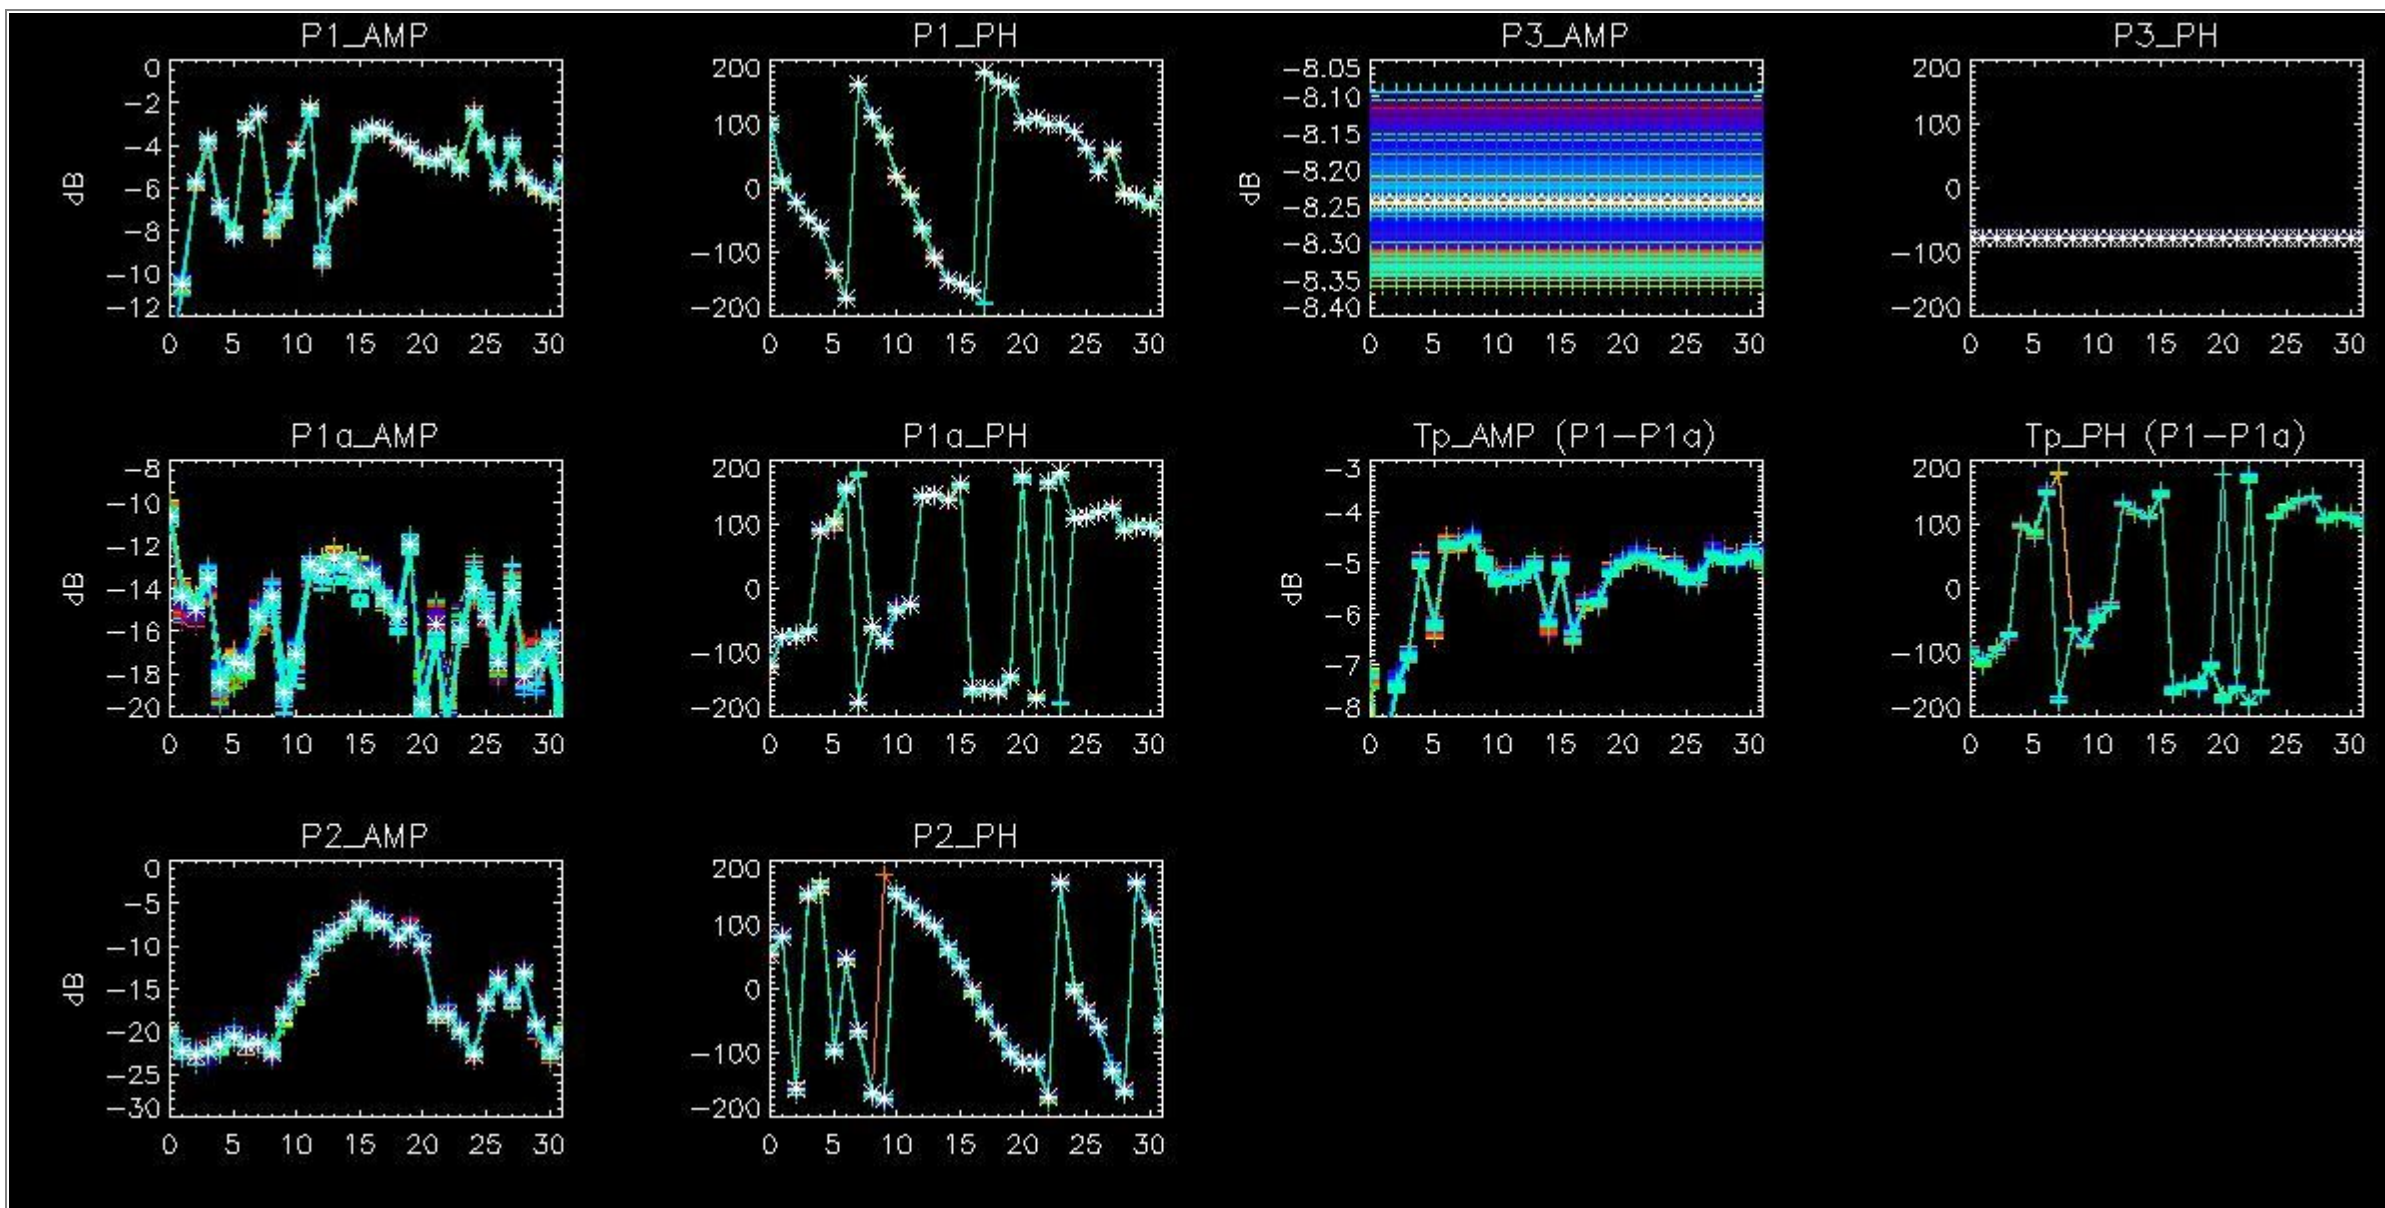 P1_AMP P1_PH P3_AMP P3_PH
0 200 -8.05 200
-2 100 -8.10 100
-4 0 -8.15 0
-6 -100 -8.20 -100
-8 -200 -8.25 -200
-10 -8.30
-12 -8.35
-8.40
dB dB
0 5 10 15 20 25 30 0 5 10 15 20 25 30 0 5 10 15 20 25 30 0 5 10 15 20 25 30
P1a_AMP P1a_PH Tp_AMP (P1-P1a) Tp_PH (P1-P1a)
-8 200 -3 200
-10 100 -4 100
-12 0 -5 0
-14 -100 -6 -100
-16 -200 -7 -200
-18 -8
-20
dB dB
0 5 10 15 20 25 30 0 5 10 15 20 25 30 0 5 10 15 20 25 30 0 5 10 15 20 25 30
P2_AMP P2_PH
0 200
-5 100
-10 0
-15 -100
-20 -200
-25
-30
dB
0 5 10 15 20 25 30 0 5 10 15 20 25 30